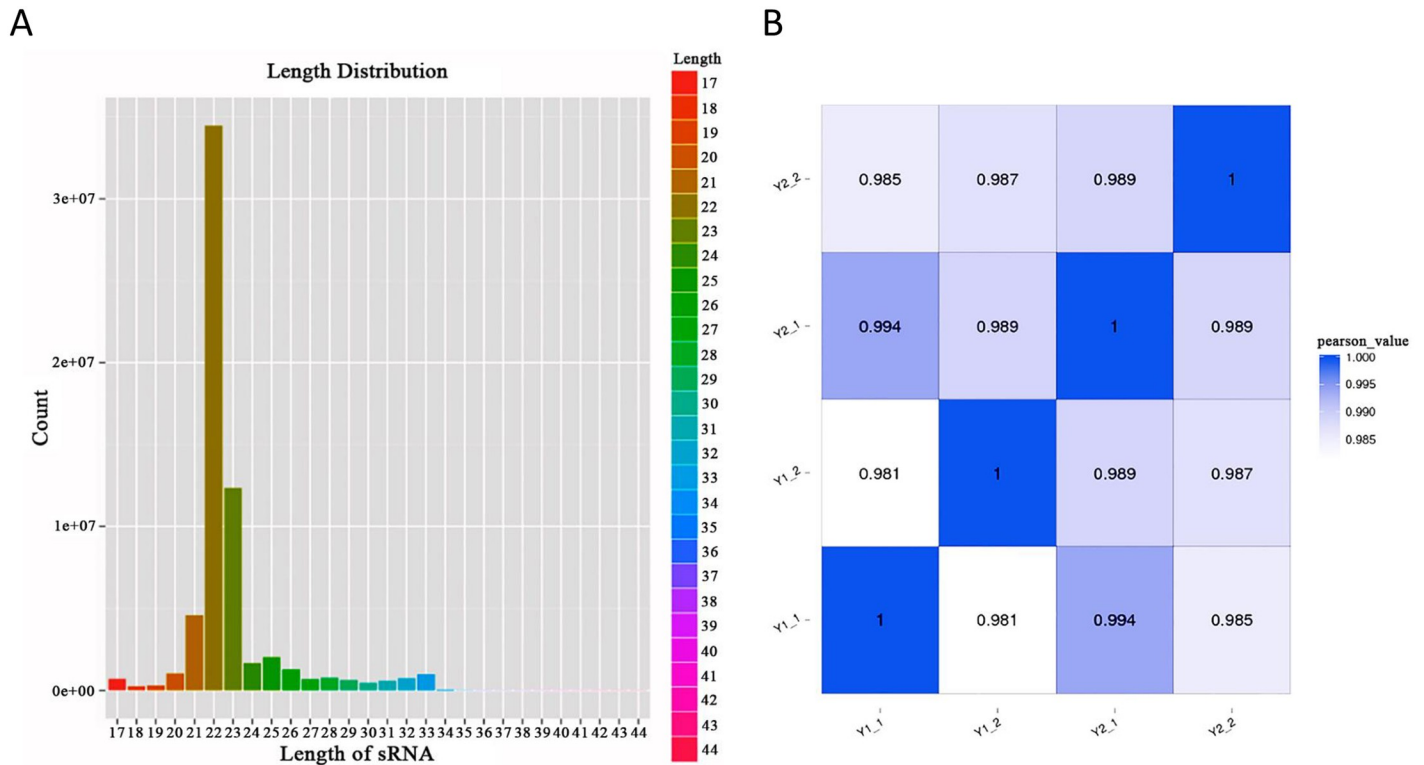 A
B
Length Distribution
Length
17
18
19
20
21
22
23
24
25
26
27
28
29
30
31
32
33
34
35
36
37
38
39
40
41
42
43
44
Count
3e+07
2e+07
1e+07
0e+00
17 18 19 20 21 22 23 24 25 26 27 28 29 30 31 32 33 34 35 36 37 38 39 40 41 42 43 44
Length of sRNA
Y2_2 0.985 0.987 0.989 1
Y2_1 0.994 0.989 1 0.989
Y1_2 0.981 1 0.989 0.987
Y1_1 1 0.981 0.994 0.985
Y1_1 Y1_2 Y2_1 Y2_2
pearson_value
1.000
0.995
0.990
0.985